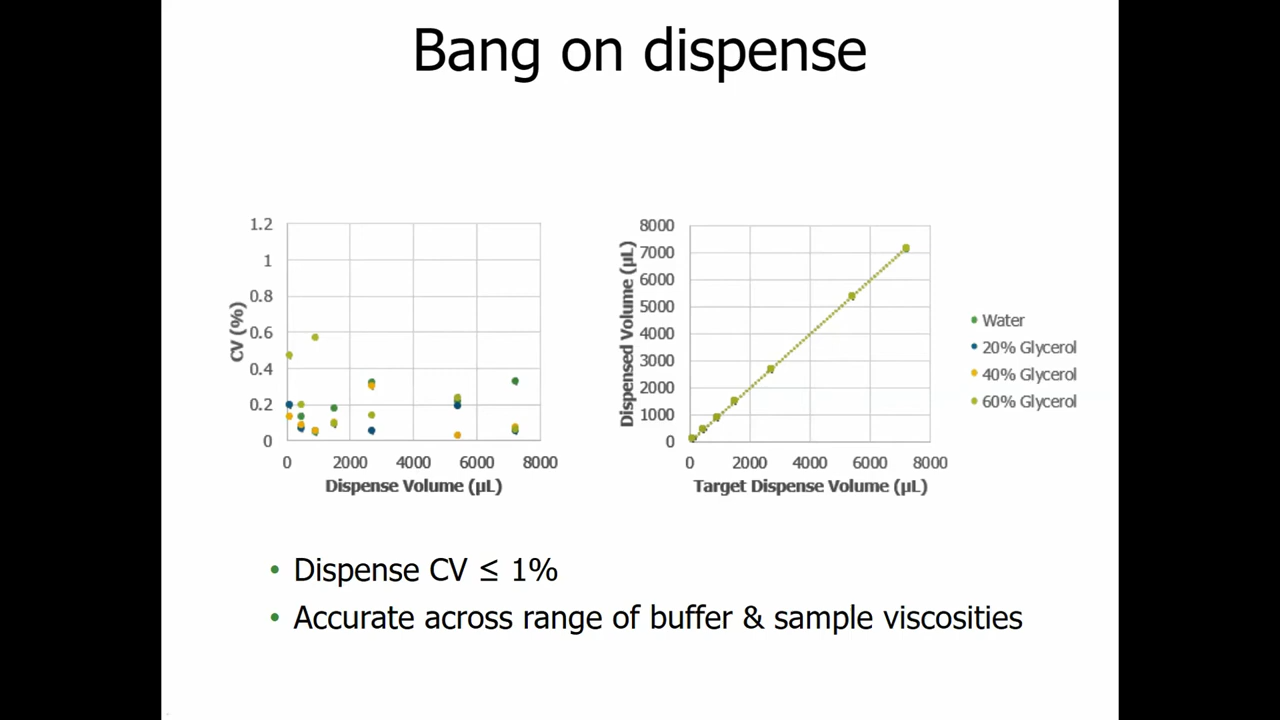 Bang on dispense
1.2
1
0.8
0.6
0.4
0.2
0
CV (%)
0 2000 4000 6000 8000
Dispense Volume (µL)
8000
7000
6000
5000
4000
3000
2000
1000
0
Dispensed Volume (µL)
0 2000 4000 6000 8000
Target Dispense Volume (µL)
Water
20% Glycerol
40% Glycerol
60% Glycerol
• Dispense CV ≤ 1%
• Accurate across range of buffer & sample viscosities